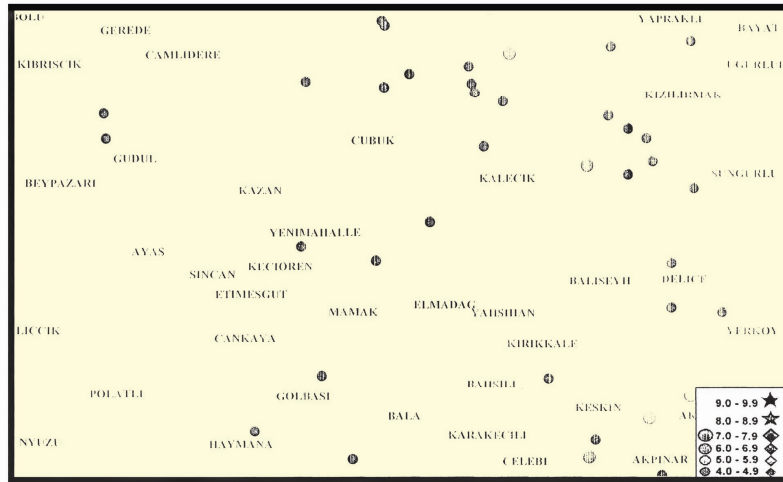 BOLU
GEREDE
YAPRAKLI
BAYAT
CAMLIDERE
KIBRISCIK
UGURLUI
KIZILIRMAK
CUBUK
GUDUL
BEYPAZARI
KAZAN
KALECIK
SUNGURLU
YENIMAHALLE
AYAS
KECIOREN
SINCAN
ETIMESGUT
BALISEYH
DELICE
MAMAK
ELMADAG
YAHSIHAN
LICCIK
CANKAYA
KIRIKKALE
YERKOY
POLATLI
GOLBASI
BAHSILI
BALA
KESKIN
AK
NYUZU
HAYMANA
KARAKECILI
CELEBI
AKPINAR
9.0 - 9.9
8.0 - 8.9
7.0 - 7.9
6.0 - 6.9
5.0 - 5.9
4.0 - 4.9